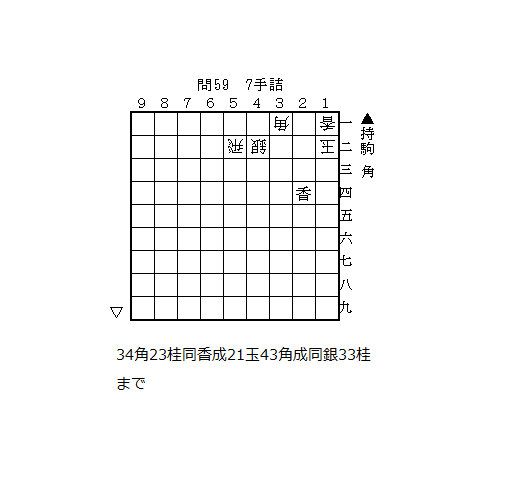 問59 7手詰
9 8 7 6 5 4 3 2 1
角 香 一
飛 銀 玉 二
三
香 四
五
六
七
八
九
▲持駒 角
▽
34角23桂同香成21玉43角成同銀33桂
まで